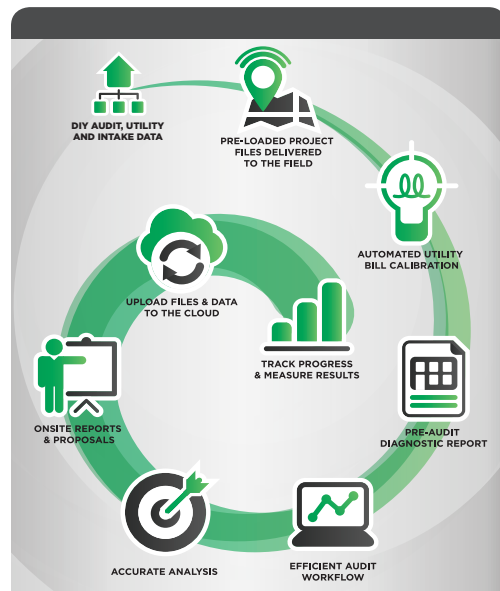 DIY AUDIT, UTILITY
AND INTAKE DATA
PRE-LOADED PROJECT
FILES DELIVERED
TO THE FIELD
AUTOMATED UTILITY
BILL CALIBRATION
PRE-AUDIT
DIAGNOSTIC REPORT
EFFICIENT AUDIT
WORKFLOW
ACCURATE ANALYSIS
ONSITE REPORTS
& PROPOSALS
UPLOAD FILES & DATA
TO THE CLOUD
TRACK PROGRESS
& MEASURE RESULTS